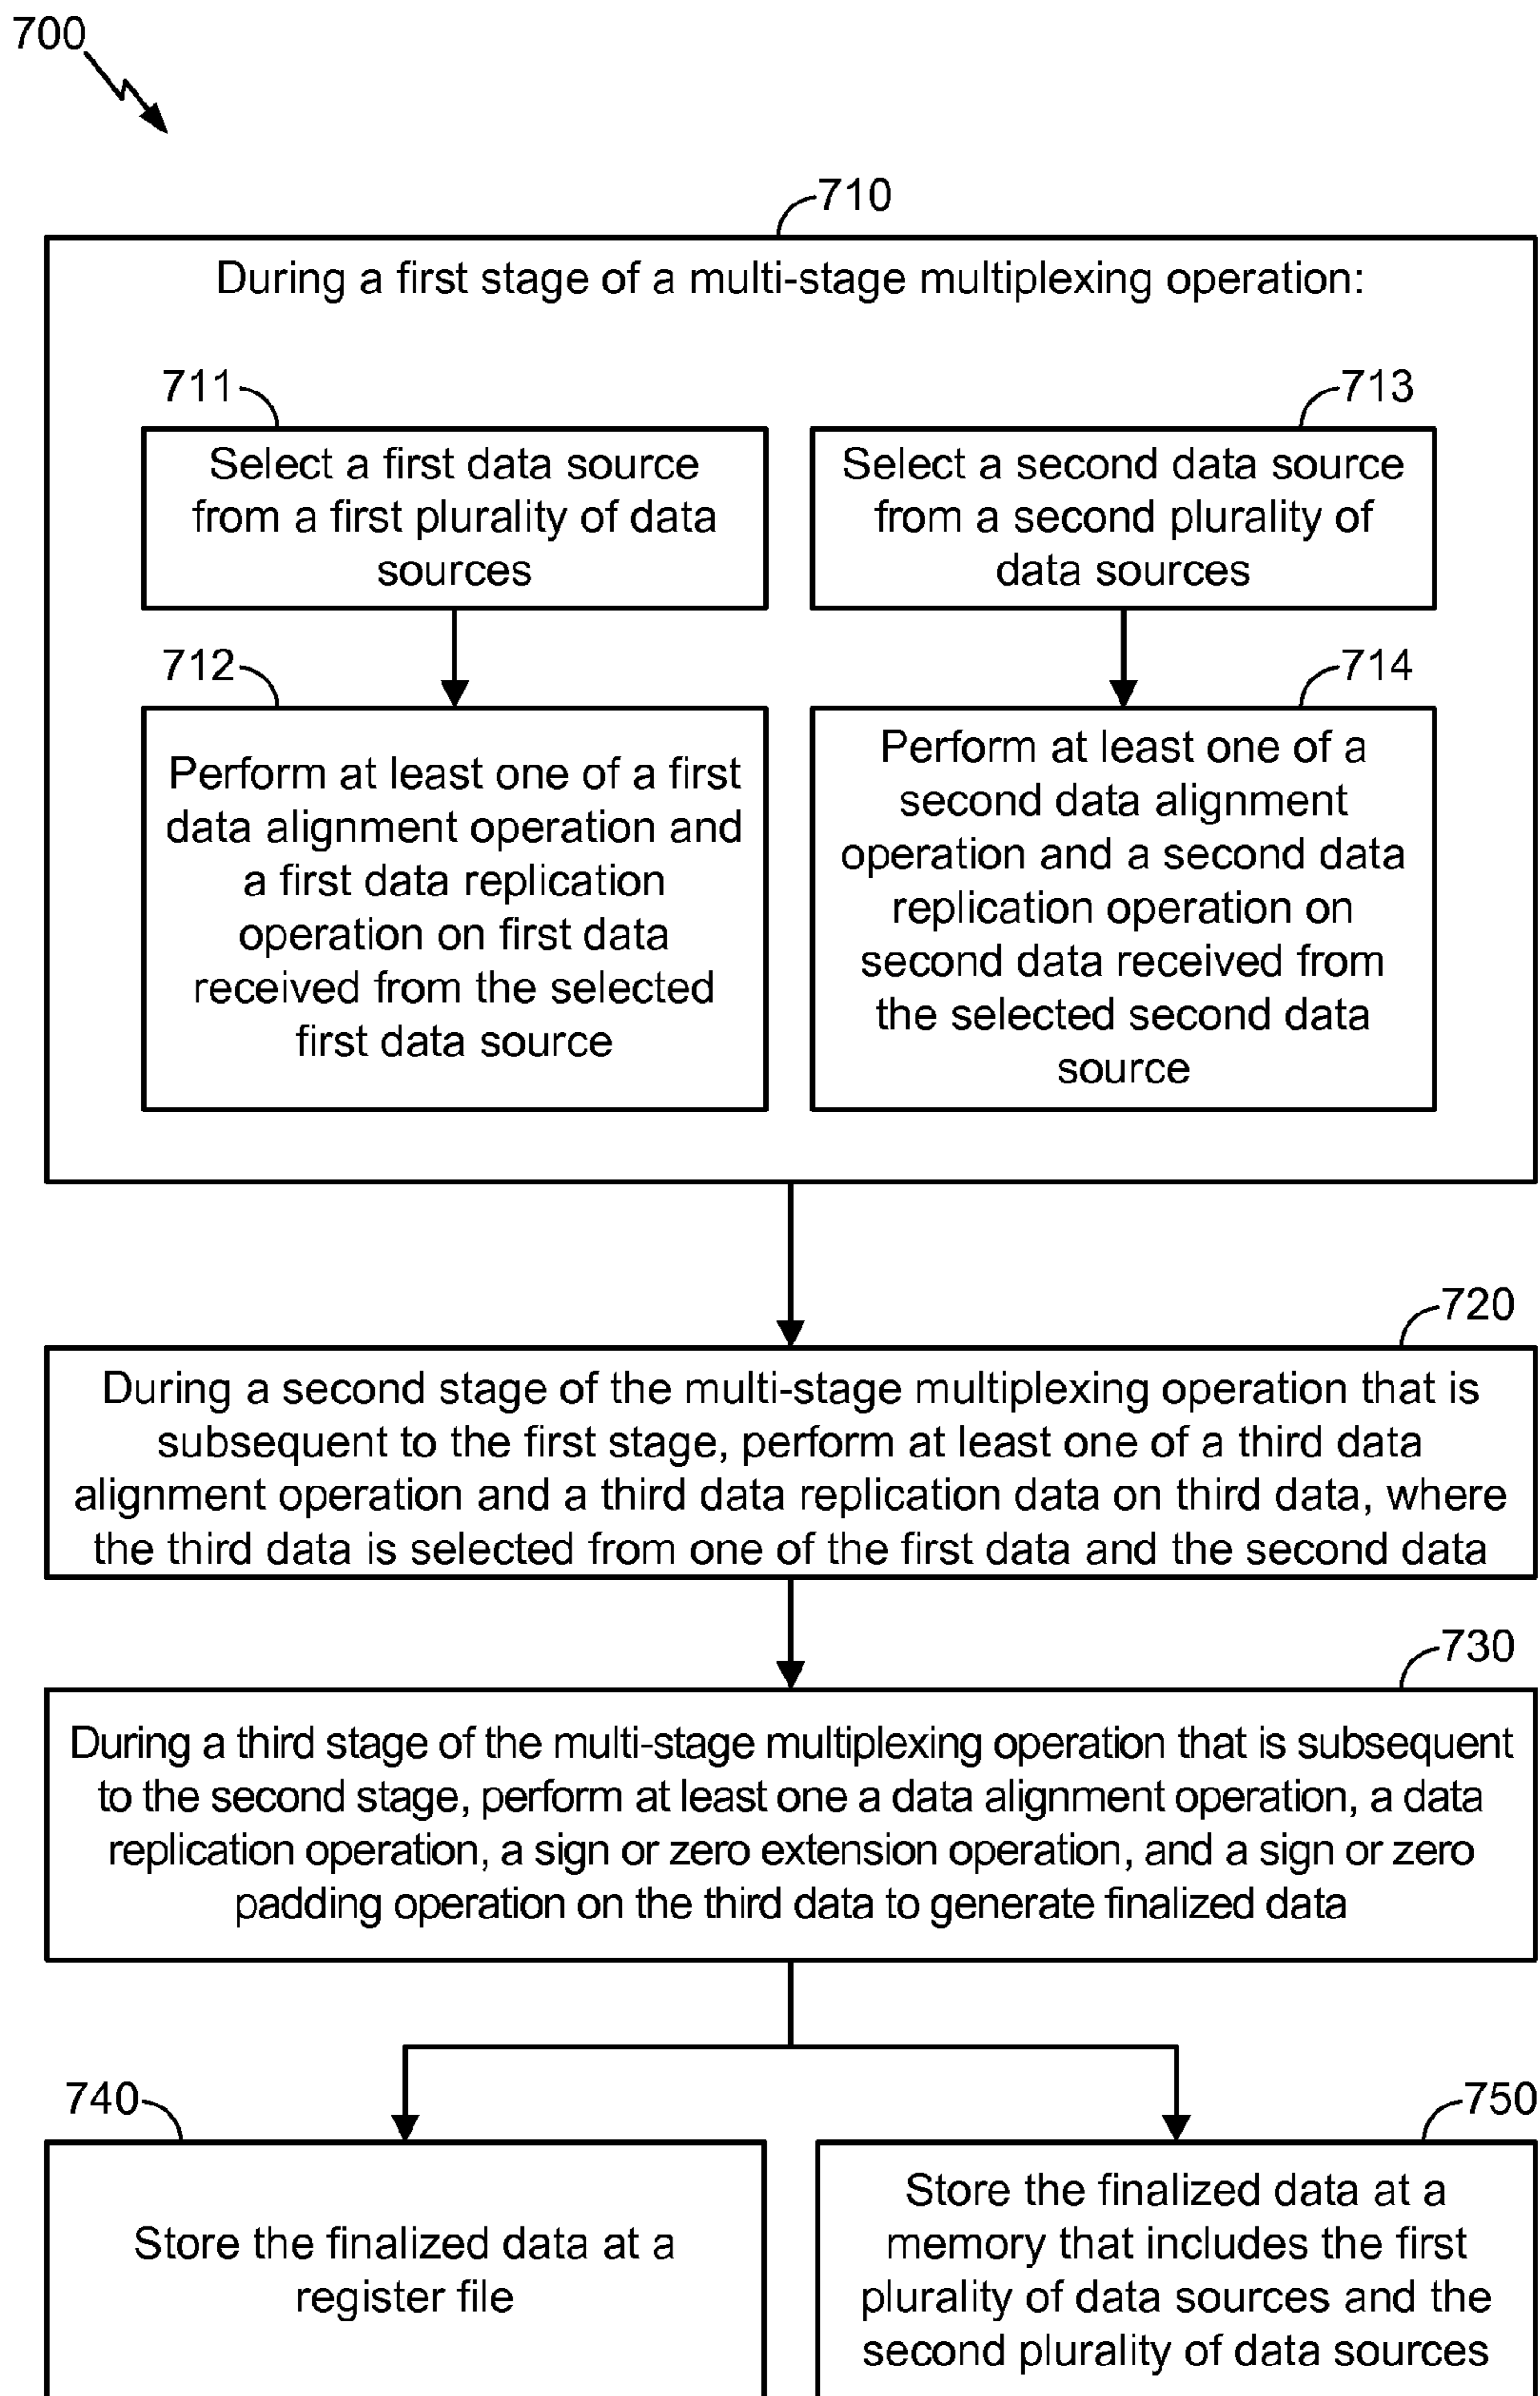 700
710
During a first stage of a multi-stage multiplexing operation:
711
Select a first data source
from a first plurality of data
sources
713
Select a second data source
from a second plurality of
data sources
712
Perform at least one of a first
data alignment operation and
a first data replication
operation on first data
received from the selected
first data source
714
Perform at least one of a
second data alignment
operation and a second data
replication operation on
second data received from
the selected second data
source
720
During a second stage of the multi-stage multiplexing operation that is
subsequent to the first stage, perform at least one of a third data
alignment operation and a third data replication data on third data, where
the third data is selected from one of the first data and the second data
730
During a third stage of the multi-stage multiplexing operation that is subsequent
to the second stage, perform at least one a data alignment operation, a data
replication operation, a sign or zero extension operation, and a sign or zero
padding operation on the third data to generate finalized data
740
Store the finalized data at a
register file
750
Store the finalized data at a
memory that includes the first
plurality of data sources and the
second plurality of data sources